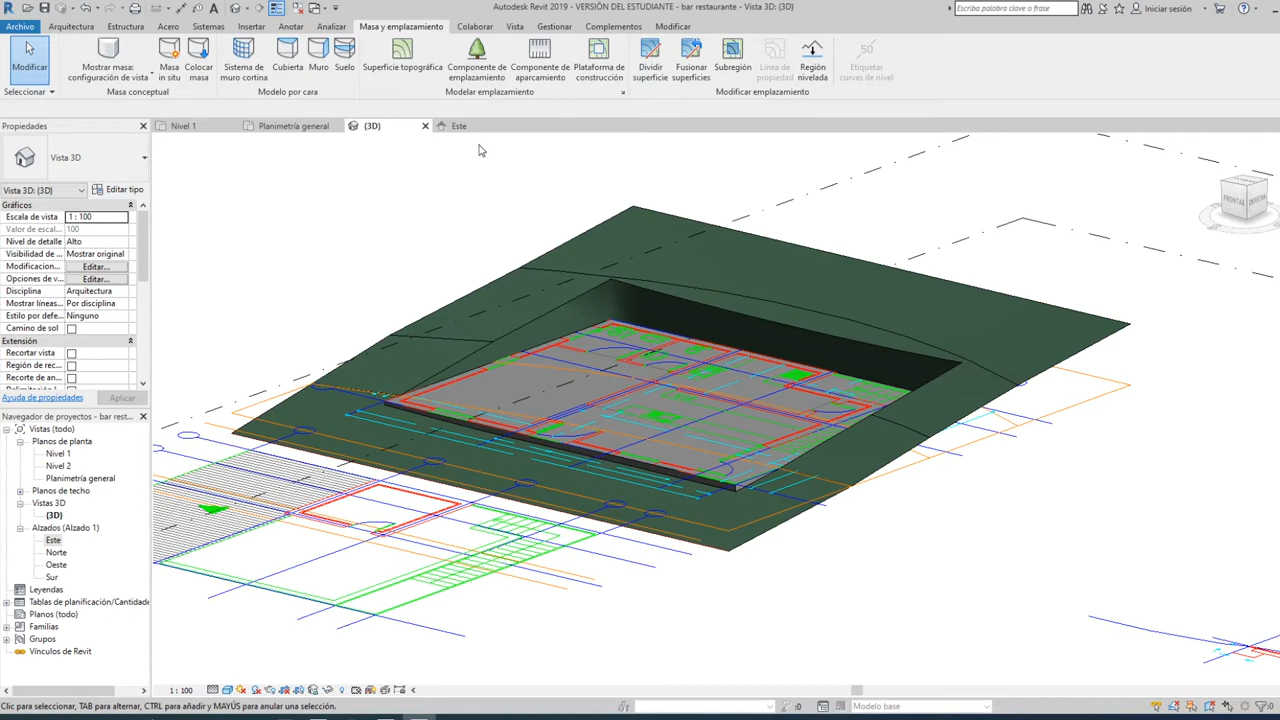 Autodesk Revit 2019 - VERSIÓN DEL ESTUDIANTE - bar restaurante - Vista 3D: {3D}
Escriba palabra clave o frase
Iniciar sesión
Archivo Arquitectura Estructura Acero Sistemas Insertar Anotar Analizar Masa y emplazamiento Colaborar Vista Gestionar Complementos Modificar
Modificar
Mostrar masa: configuración de vista
Masa in situ
Colocar masa
Sistema de muro cortina
Cubierta
Muro
Suelo
Superficie topográfica
Componente de emplazamiento
Componente de aparcamiento
Plataforma de construcción
Dividir superficie
Fusionar superficies
Subregión
Línea de propiedad
Región nivelada
50
Etiquetar curvas de nivel
Seleccionar
Masa conceptual
Modelo por cara
Modelar emplazamiento
Modificar emplazamiento
Propiedades
Nivel 1
Planimetría general
{3D}
Este
Vista 3D
Vista 3D: {3D}
Editar tipo
Gráficos
Escala de vista 1 : 100
Valor de escal... 100
Nivel de detalle Alto
Visibilidad de ... Mostrar original
Modificacion... Editar...
Opciones de v... Editar...
Disciplina Arquitectura
Mostrar líneas... Por disciplina
Estilo por defe... Ninguno
Camino de sol
Extensión
Recortar vista
Región de rec...
Recorte de an...
Ayuda de propiedades
Aplicar
Navegador de proyectos - bar rest...
Vistas (todo)
Planos de planta
Nivel 1
Nivel 2
Planimetría general
Planos de techo
Vistas 3D
{3D}
Alzados (Alzado 1)
Este
Norte
Oeste
Sur
Leyendas
Tablas de planificación/Cantidade
Planos (todo)
Familias
Grupos
Vínculos de Revit
FRONTAL
1 : 100
Clic para seleccionar, TAB para alternar, CTRL para añadir y MAYÚS para anular una selección.
:0
Modelo base
:0